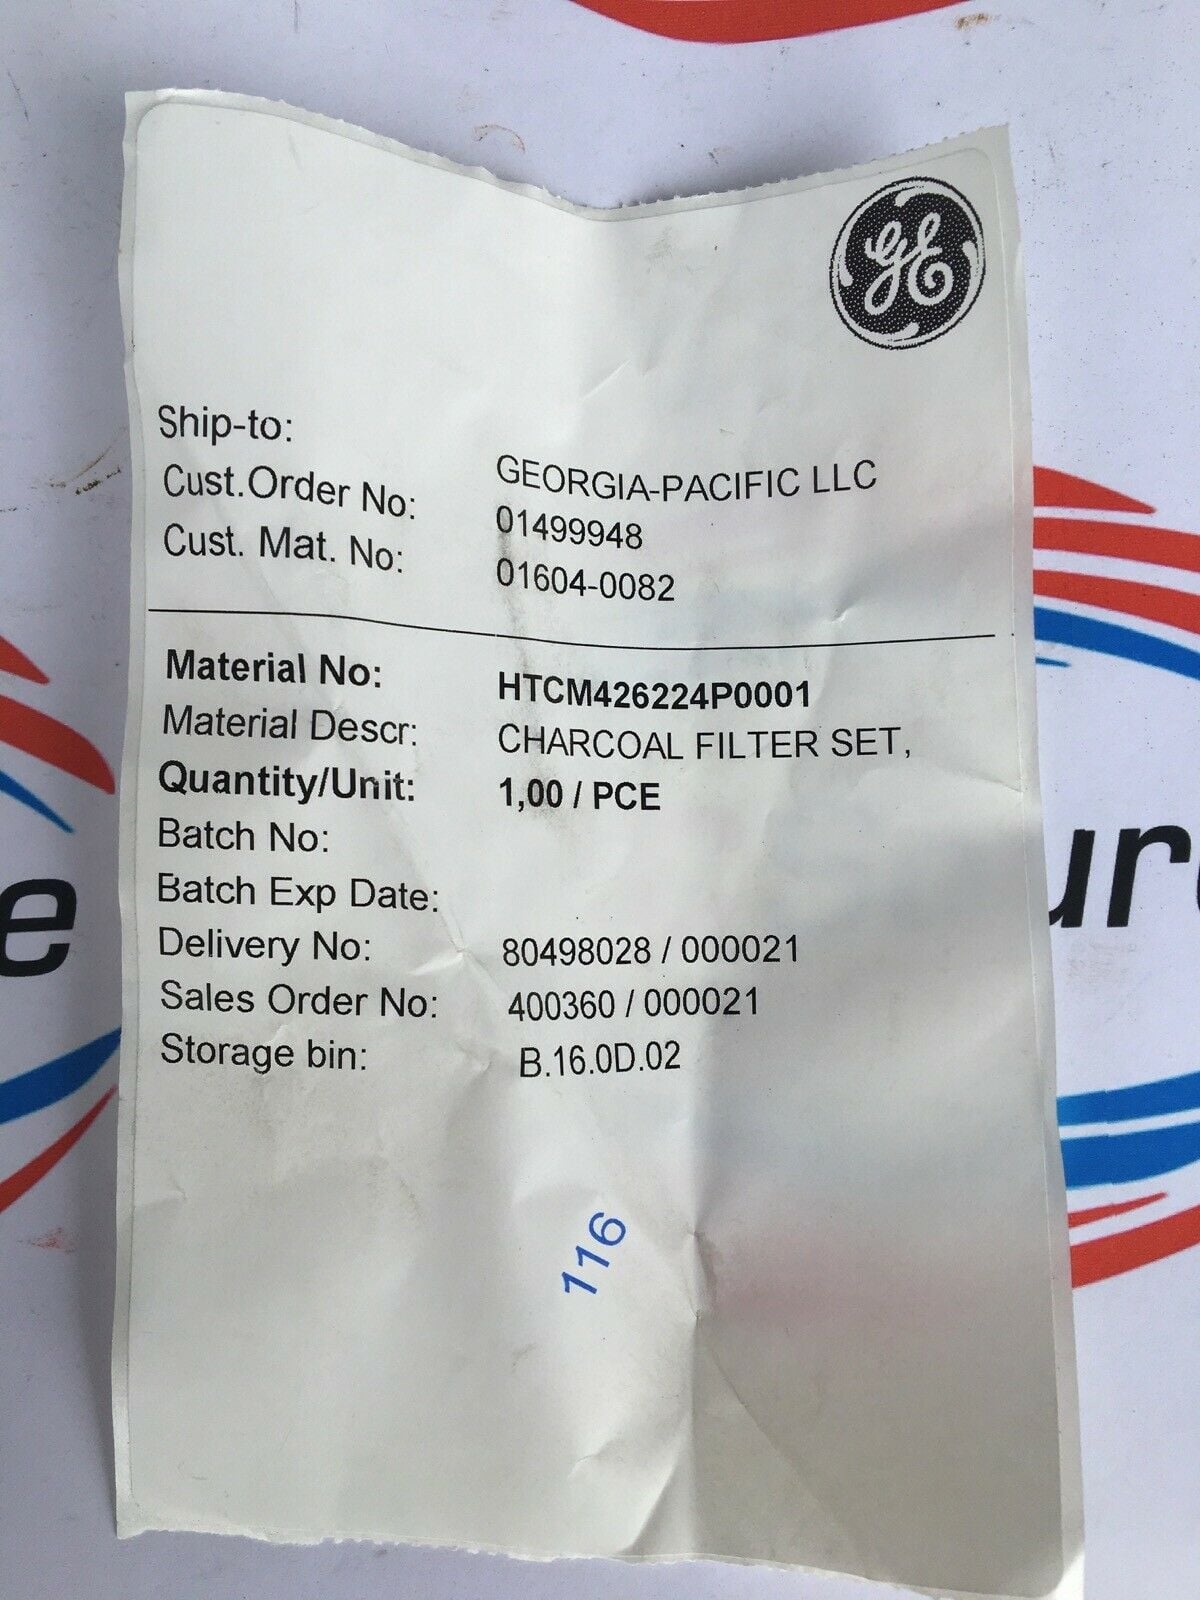 GE
Ship-to: GEORGIA-PACIFIC LLC
Cust.Order No: 01499948
Cust. Mat. No: 01604-0082
Material No: HTCM426224P0001
Material Descr: CHARCOAL FILTER SET,
Quantity/Unit: 1,00 / PCE
Batch No:
Batch Exp Date:
Delivery No: 80498028 / 000021
Sales Order No: 400360 / 000021
Storage bin: B.16.0D.02
116
e
ure